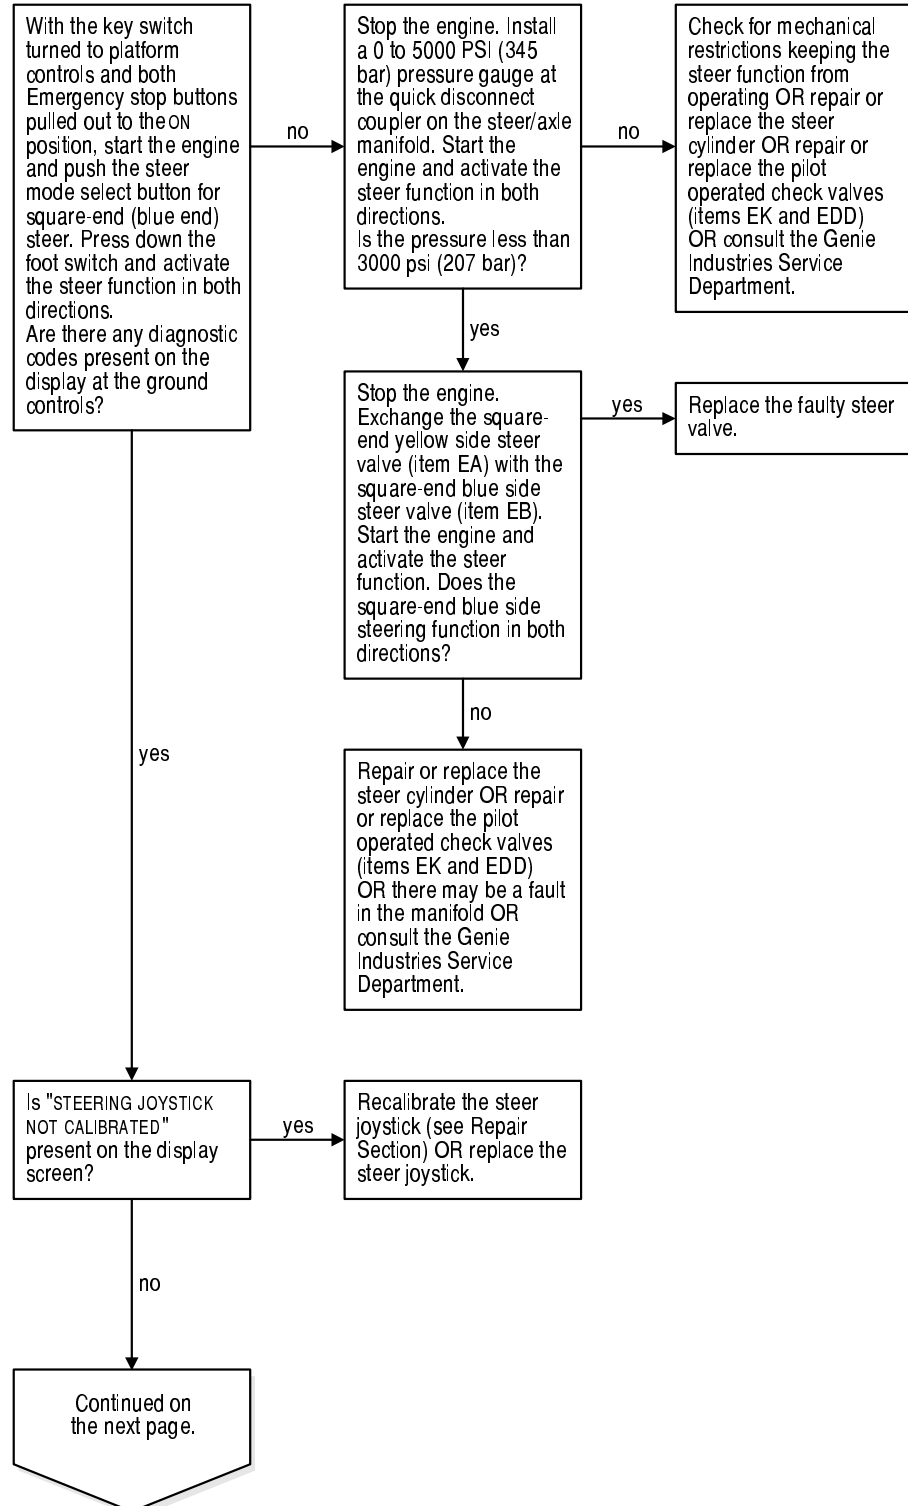 With the key switch
turned to platform
controls and both
Emergency stop buttons
pulled out to the ON
position, start the engine
and push the steer
mode select button for
square-end (blue end)
steer. Press down the
foot switch and activate
the steer function in both
directions.
Are there any diagnostic
codes present on the
display at the ground
controls?
no
Stop the engine. Install
a 0 to 5000 PSI (345
bar) pressure gauge at
the quick disconnect
coupler on the steer/axle
manifold. Start the
engine and activate the
steer function in both
directions.
Is the pressure less than
3000 psi (207 bar)?
no
Check for mechanical
restrictions keeping the
steer function from
operating OR repair or
replace the steer
cylinder OR repair or
replace the pilot
operated check valves
(items EK and EDD)
OR consult the Genie
Industries Service
Department.
yes
Stop the engine.
Exchange the square-
end yellow side steer
valve (item EA) with the
square-end blue side
steer valve (item EB).
Start the engine and
activate the steer
function. Does the
square-end blue side
steering function in both
directions?
yes
Replace the faulty steer
valve.
no
Repair or replace the
steer cylinder OR repair
or replace the pilot
operated check valves
(items EK and EDD)
OR there may be a fault
in the manifold OR
consult the Genie
Industries Service
Department.
yes
Is "STEERING JOYSTICK
NOT CALIBRATED"
present on the display
screen?
yes
Recalibrate the steer
joystick (see Repair
Section) OR replace the
steer joystick.
no
Continued on
the next page.